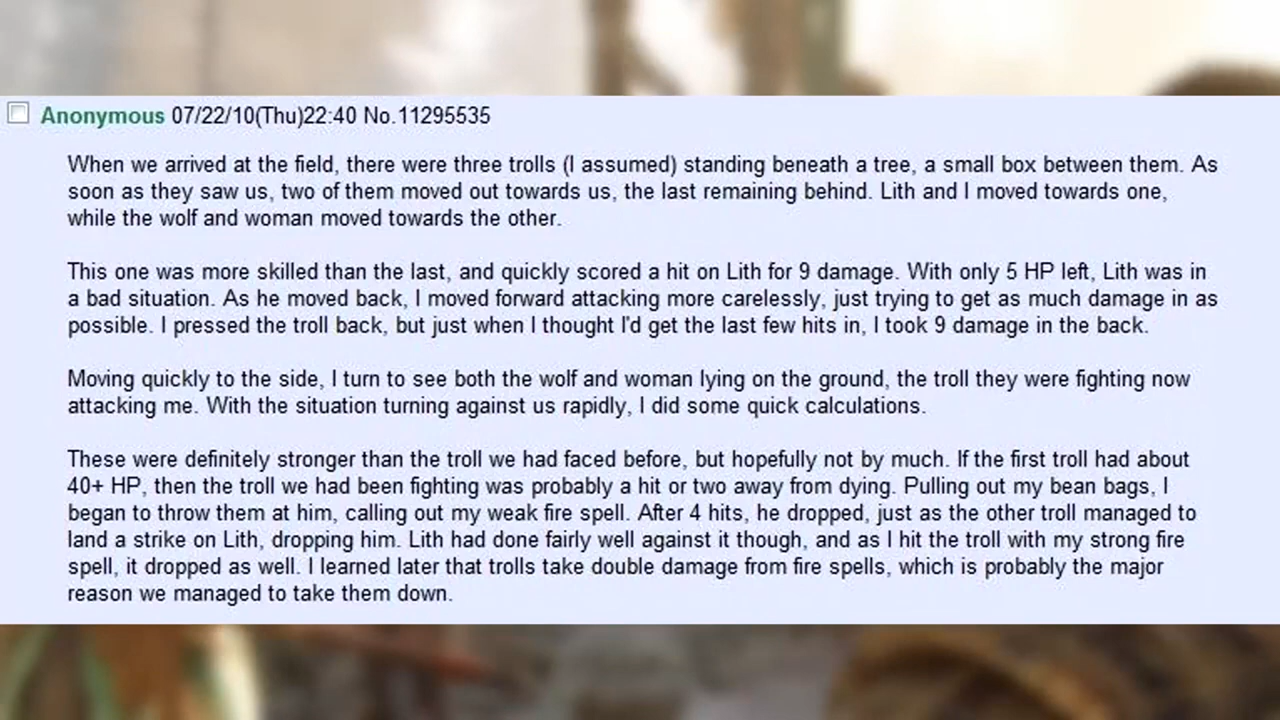 Anonymous 07/22/10(Thu)22:40 No.11295535
When we arrived at the field, there were three trolls (I assumed) standing beneath a tree, a small box between them. As
soon as they saw us, two of them moved out towards us, the last remaining behind. Lith and I moved towards one,
while the wolf and woman moved towards the other.
This one was more skilled than the last, and quickly scored a hit on Lith for 9 damage. With only 5 HP left, Lith was in
a bad situation. As he moved back, I moved forward attacking more carelessly, just trying to get as much damage in as
possible. I pressed the troll back, but just when I thought I'd get the last few hits in, I took 9 damage in the back.
Moving quickly to the side, I turn to see both the wolf and woman lying on the ground, the troll they were fighting now
attacking me. With the situation turning against us rapidly, I did some quick calculations.
These were definitely stronger than the troll we had faced before, but hopefully not by much. If the first troll had about
40+ HP, then the troll we had been fighting was probably a hit or two away from dying. Pulling out my bean bags, I
began to throw them at him, calling out my weak fire spell. After 4 hits, he dropped, just as the other troll managed to
land a strike on Lith, dropping him. Lith had done fairly well against it though, and as I hit the troll with my strong fire
spell, it dropped as well. I learned later that trolls take double damage from fire spells, which is probably the major
reason we managed to take them down.